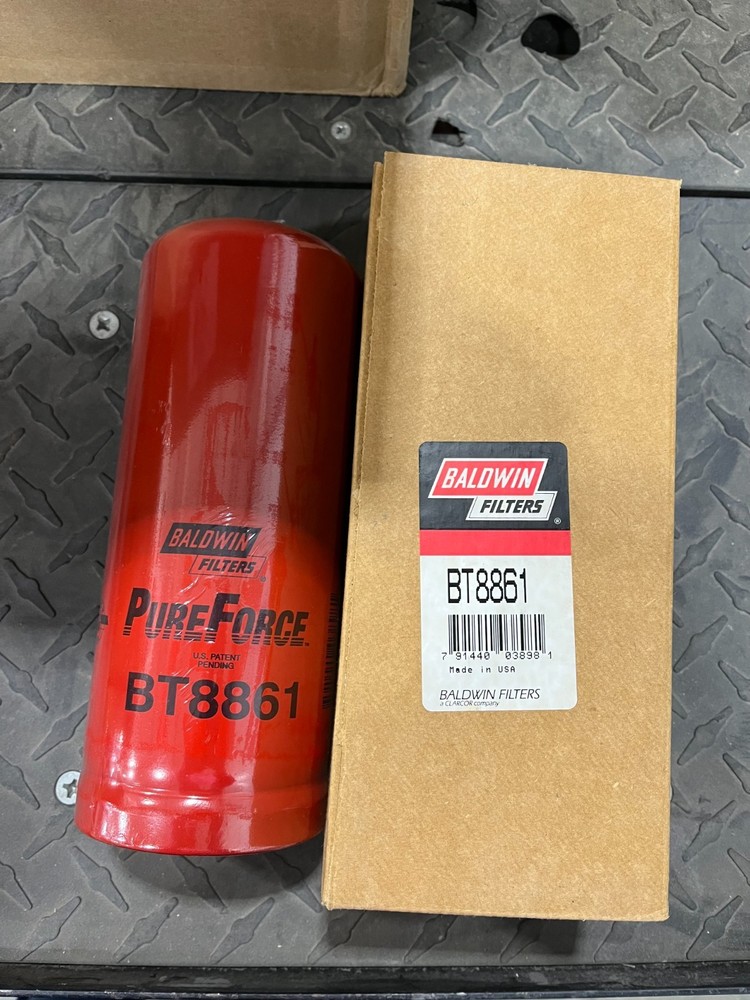 BALDWIN
FILTERS
PUREFORCE™
U.S. PATENT
PENDING
BT8861
BALDWIN
FILTERS ®
BT8861
7 91440 03898 1
Made in USA
BALDWIN FILTERS
a CLARCOR company